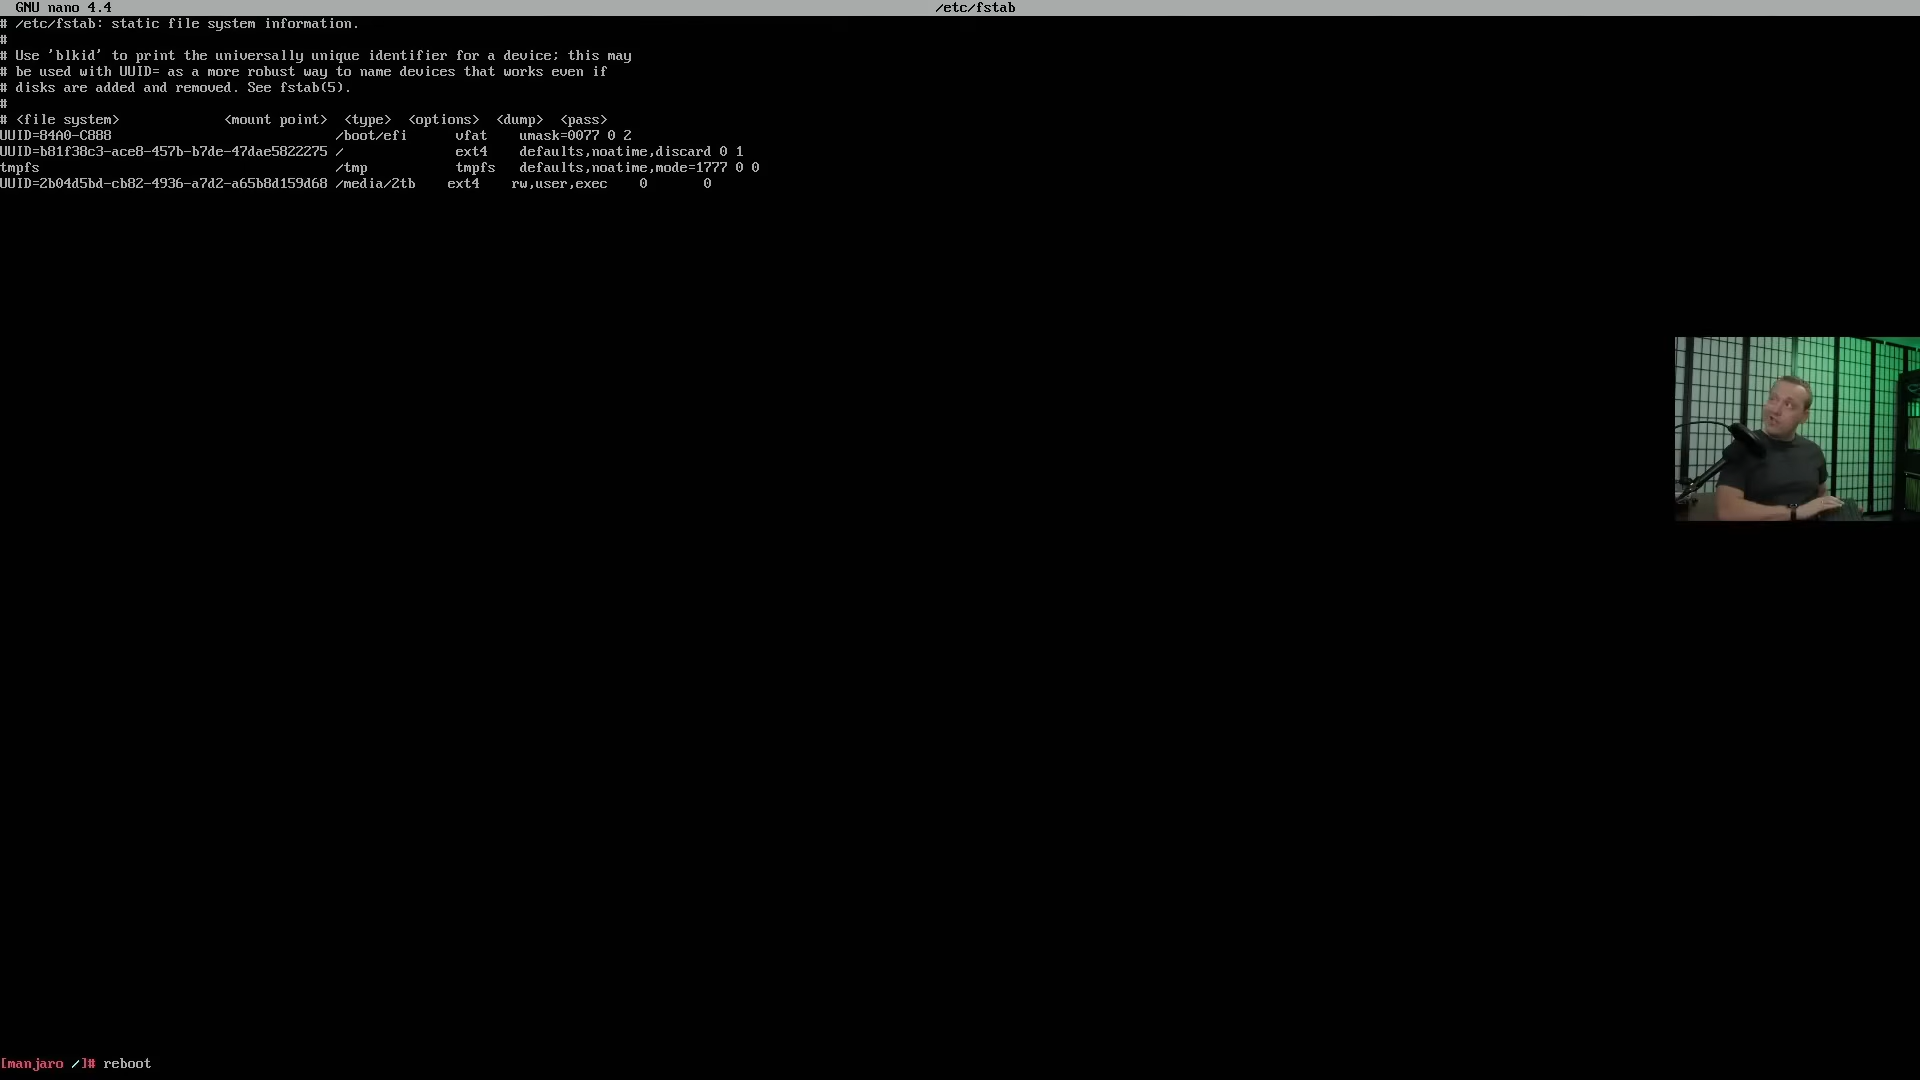 GNU nano 4.4 /etc/fstab
# /etc/fstab: static file system information.
#
# Use 'blkid' to print the universally unique identifier for a device; this may
# be used with UUID= as a more robust way to name devices that works even if
# disks are added and removed. See fstab(5).
#
# <file system> <mount point> <type> <options> <dump> <pass>
UUID=84A0-C888 /boot/efi vfat umask=0077 0 2
UUID=b81f38c3-ace8-457b-b7de-47dae5822275 / ext4 defaults,noatime,discard 0 1
tmpfs /tmp tmpfs defaults,noatime,mode=1777 0 0
UUID=2b04d5bd-cb82-4936-a7d2-a65b8d159d68 /media/2tb ext4 rw,user,exec 0 0
[manjaro /]# reboot